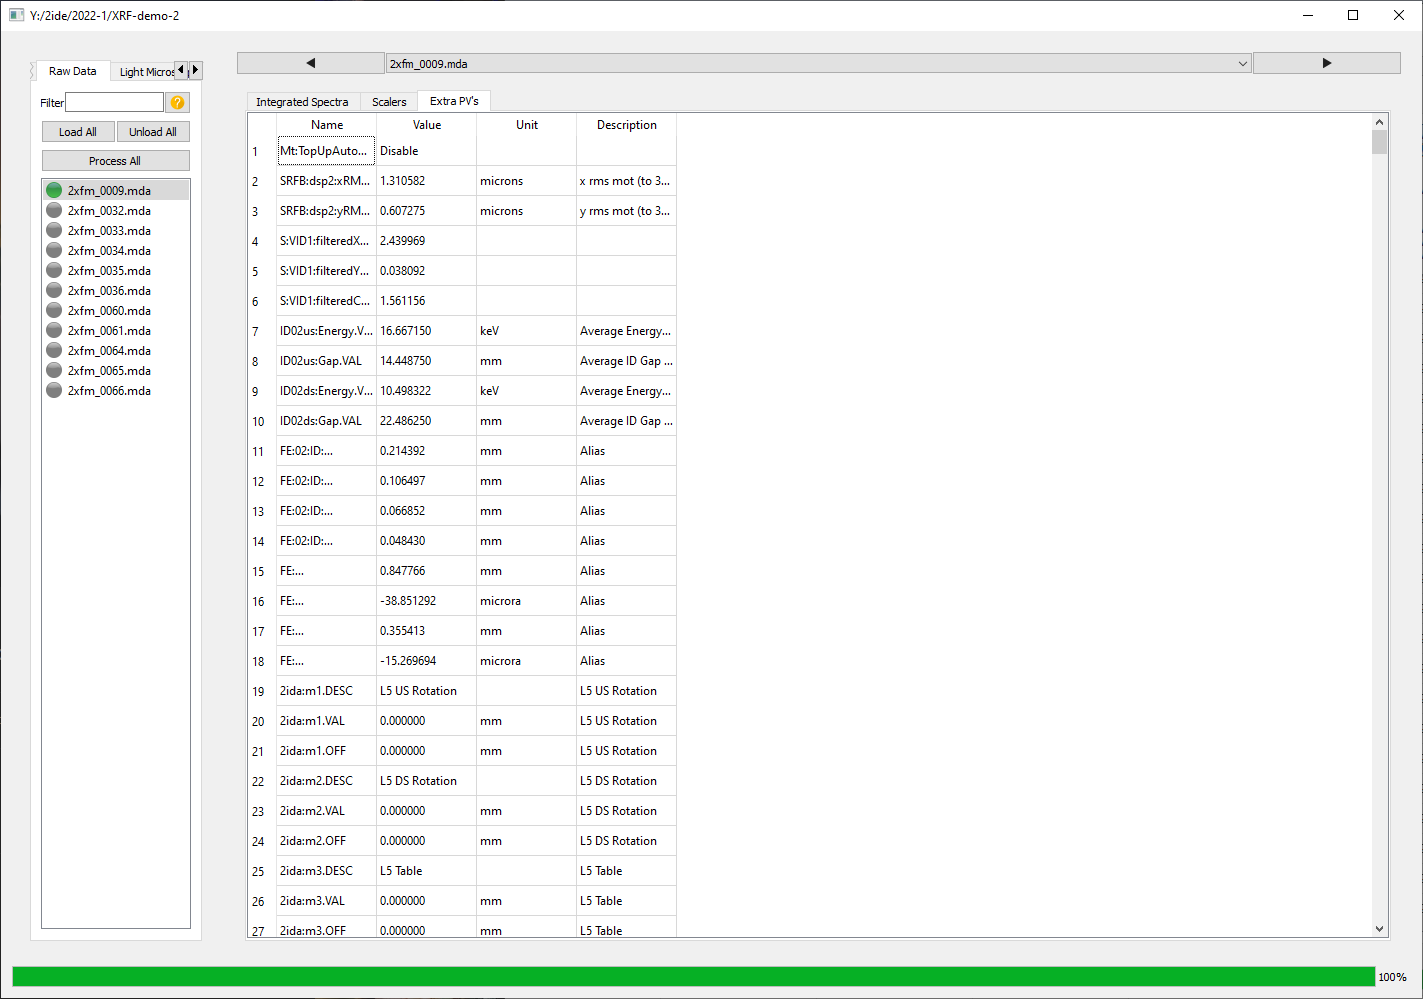 Y:/2ide/2022-1/XRF-demo-2
Raw Data Light Micros
Filter
Load All Unload All
Process All
2xfm_0009.mda
2xfm_0032.mda
2xfm_0033.mda
2xfm_0034.mda
2xfm_0035.mda
2xfm_0036.mda
2xfm_0060.mda
2xfm_0061.mda
2xfm_0064.mda
2xfm_0065.mda
2xfm_0066.mda
2xfm_0009.mda
Integrated Spectra Scalers Extra PV's
Name Value Unit Description
1 Mt:TopUpAuto... Disable
2 SRFB:dsp2:xRM... 1.310582 microns x rms mot (to 3...
3 SRFB:dsp2:yRM... 0.607275 microns y rms mot (to 3...
4 S:VID1:filteredX... 2.439969
5 S:VID1:filteredY... 0.038092
6 S:VID1:filteredC... 1.561156
7 ID02us:Energy.V... 16.667150 keV Average Energy...
8 ID02us:Gap.VAL 14.448750 mm Average ID Gap ...
9 ID02ds:Energy.V... 10.498322 keV Average Energy...
10 ID02ds:Gap.VAL 22.486250 mm Average ID Gap ...
11 FE:02:ID:... 0.214392 mm Alias
12 FE:02:ID:... 0.106497 mm Alias
13 FE:02:ID:... 0.066852 mm Alias
14 FE:02:ID:... 0.048430 mm Alias
15 FE:... 0.847766 mm Alias
16 FE:... -38.851292 microra Alias
17 FE:... 0.355413 mm Alias
18 FE:... -15.269694 microra Alias
19 2ida:m1.DESC L5 US Rotation L5 US Rotation
20 2ida:m1.VAL 0.000000 mm L5 US Rotation
21 2ida:m1.OFF 0.000000 mm L5 US Rotation
22 2ida:m2.DESC L5 DS Rotation L5 DS Rotation
23 2ida:m2.VAL 0.000000 mm L5 DS Rotation
24 2ida:m2.OFF 0.000000 mm L5 DS Rotation
25 2ida:m3.DESC L5 Table L5 Table
26 2ida:m3.VAL 0.000000 mm L5 Table
27 2ida:m3.OFF 0.000000 mm L5 Table
100%